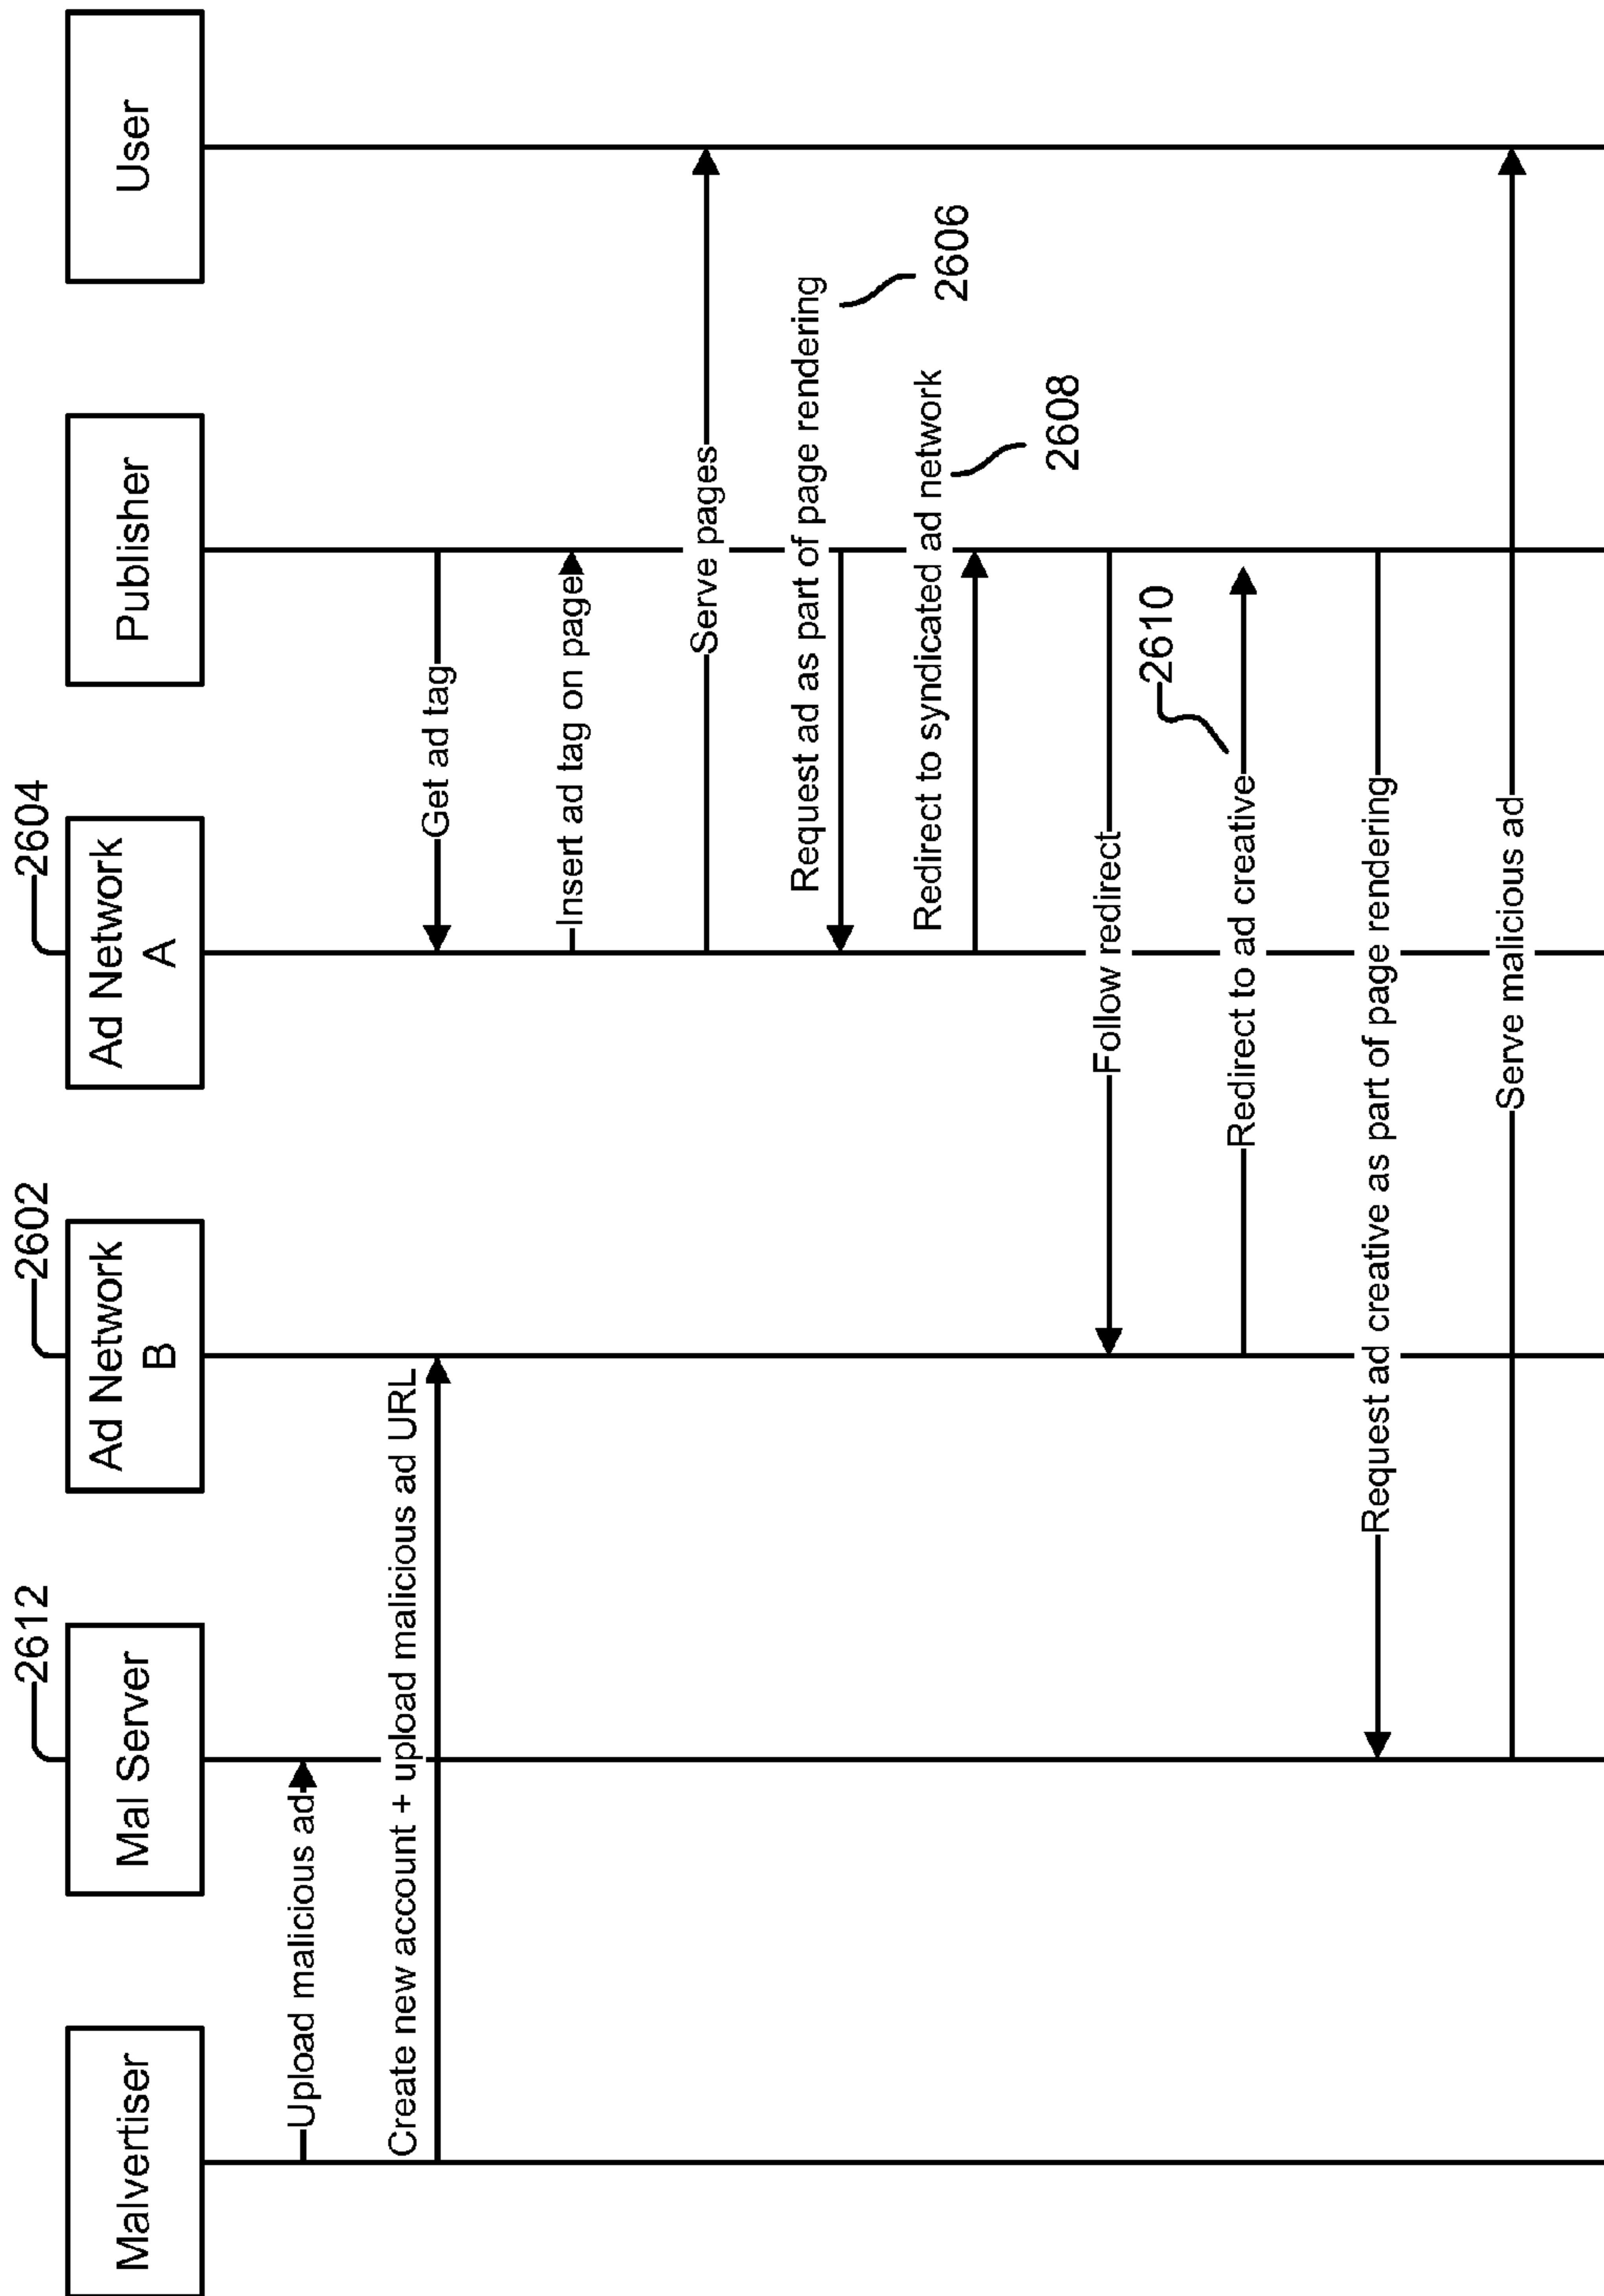 2612
2602
2604
Malvertiser
Mal Server
Ad Network
B
Ad Network
A
Publisher
User
Upload malicious ad
Create new account + upload malicious ad URL
Get ad tag
Insert ad tag on page
Serve pages
Request ad as part of page rendering
2606
Redirect to syndicated ad network
2608
Follow redirect
2610
Redirect to ad creative
Request ad creative as part of page rendering
Serve malicious ad